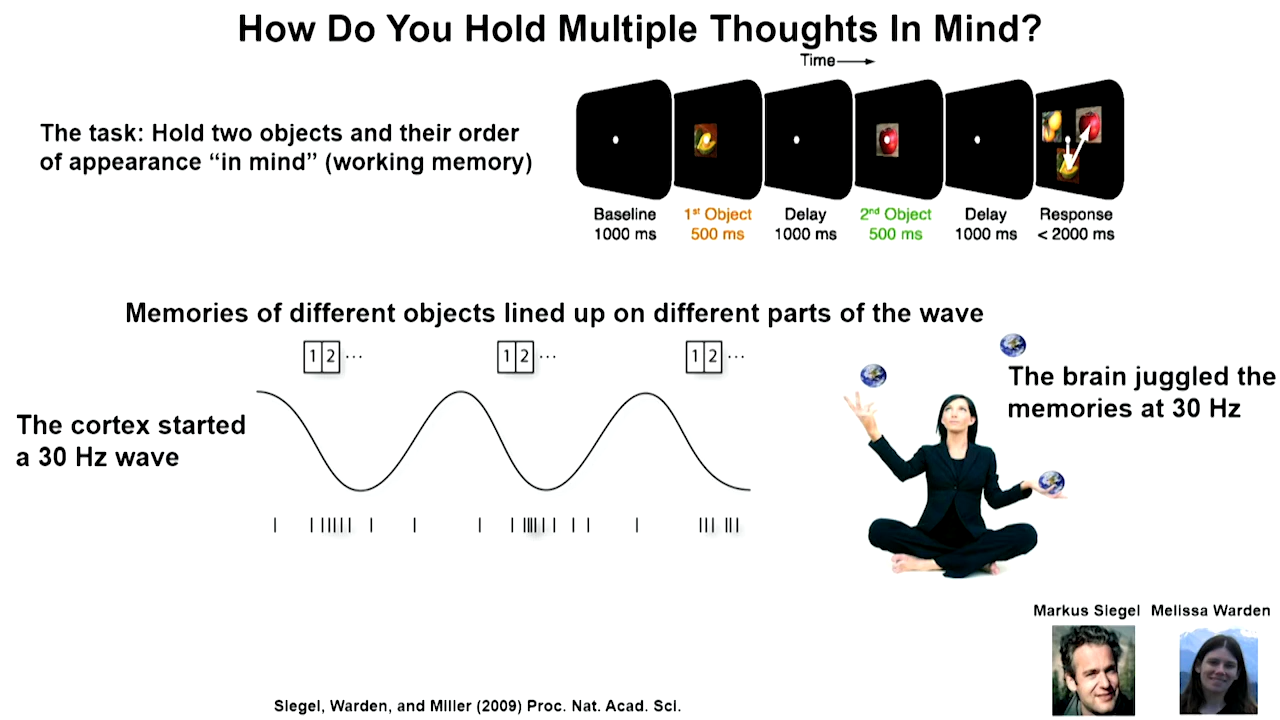 How Do You Hold Multiple Thoughts In Mind?
Time
The task: Hold two objects and their order
of appearance “in mind” (working memory)
Baseline
1000 ms
1st Object
500 ms
Delay
1000 ms
2nd Object
500 ms
Delay
1000 ms
Response
< 2000 ms
Memories of different objects lined up on different parts of the wave
1 2 ...
1 2 ...
1 2 ...
The cortex started
a 30 Hz wave
The brain juggled the
memories at 30 Hz
Markus Siegel
Melissa Warden
Siegel, Warden, and Miller (2009) Proc. Nat. Acad. Sci.